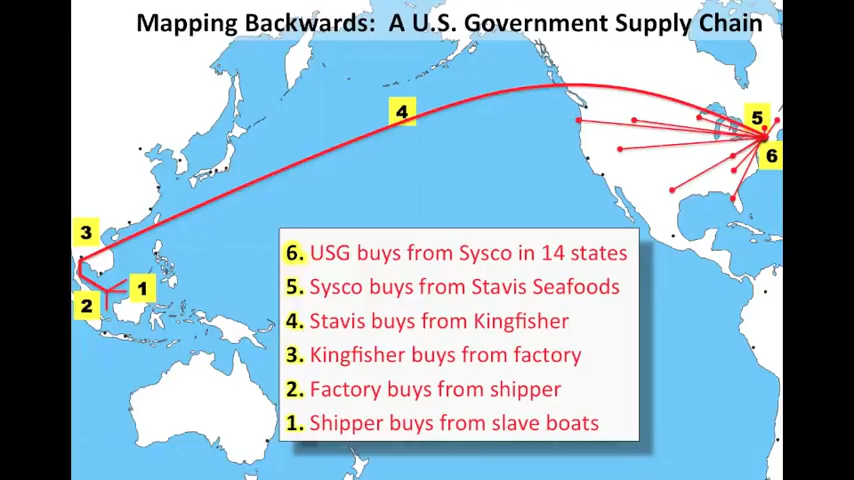 Mapping Backwards: A U.S. Government Supply Chain
4
5
6
3
1
2
6. USG buys from Sysco in 14 states
5. Sysco buys from Stavis Seafoods
4. Stavis buys from Kingfisher
3. Kingfisher buys from factory
2. Factory buys from shipper
1. Shipper buys from slave boats